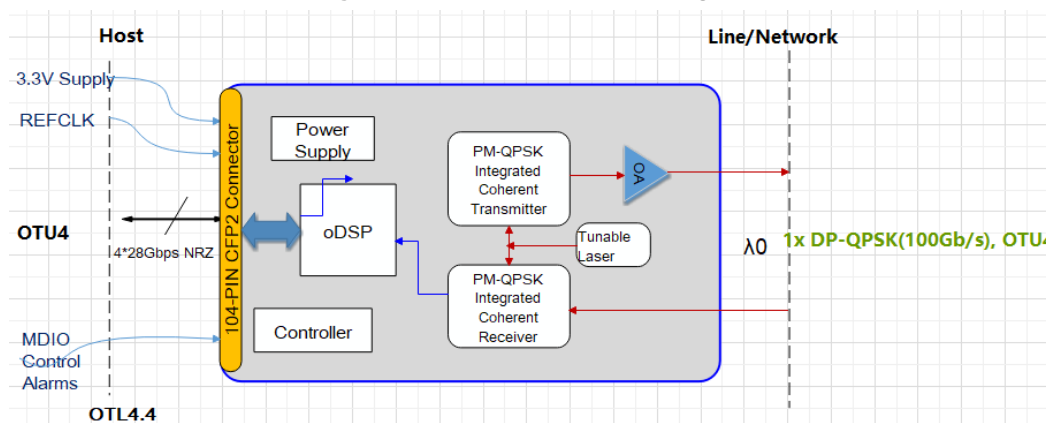 Host
Line/Network
3.3V Supply
REFCLK
OTU4
4*28Gbps NRZ
MDIO
Control
Alarms
OTL4.4
104-PIN CFP2 Connector
Power
Supply
oDSP
Controller
PM-QPSK
Integrated
Coherent
Transmitter
OA
Tunable
Laser
PM-QPSK
Integrated
Coherent
Receiver
λ0
1x DP-QPSK(100Gb/s), OTU4